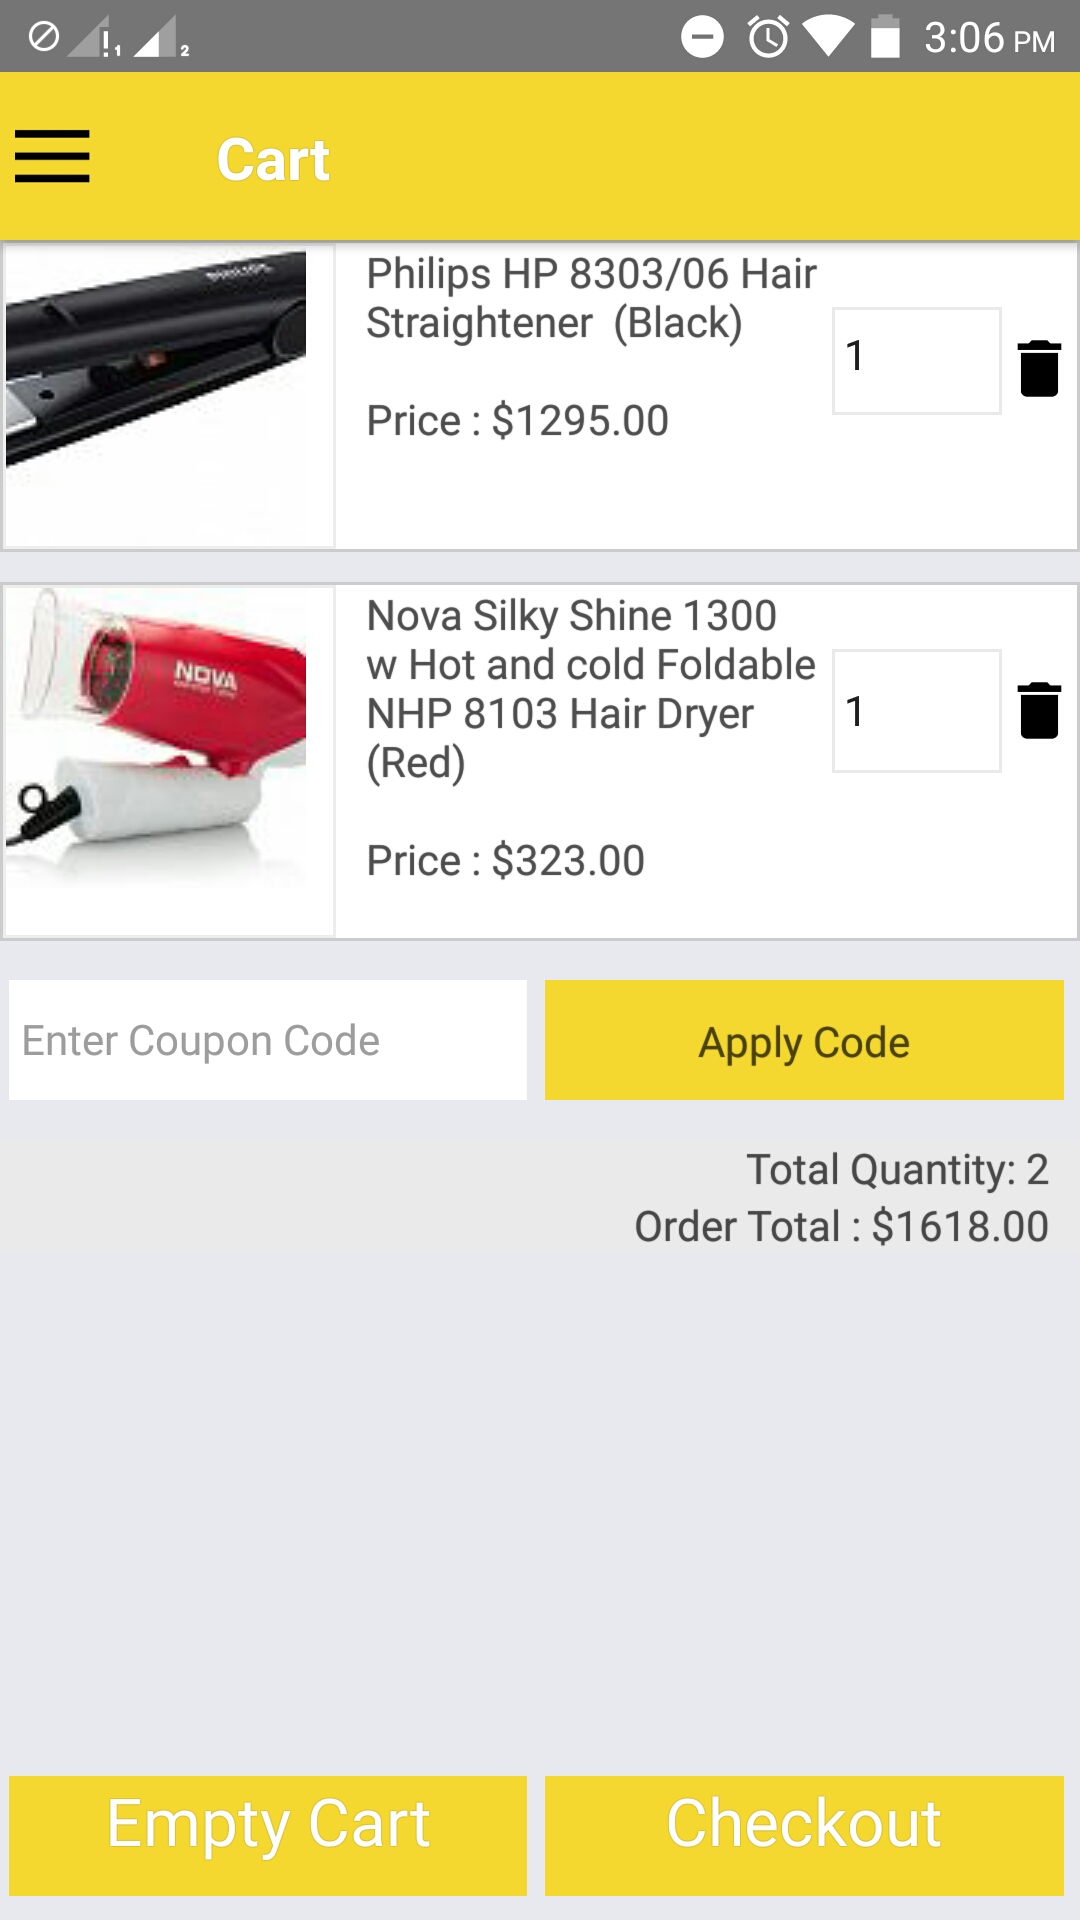 1 2 3:06 PM
Cart
Philips HP 8303/06 Hair
Straightener (Black)
1
Price : $1295.00
NOVA
Nova Silky Shine 1300
w Hot and cold Foldable
NHP 8103 Hair Dryer
(Red)
1
Price : $323.00
Enter Coupon Code
Apply Code
Total Quantity: 2
Order Total : $1618.00
Empty Cart
Checkout